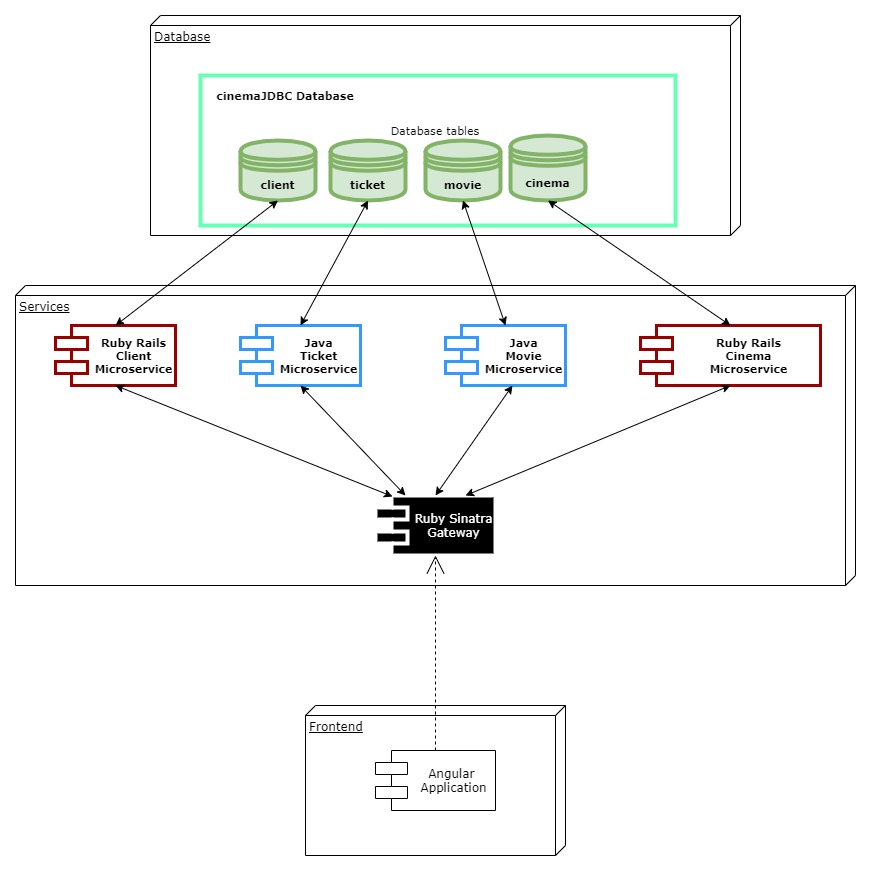 Database
cinemaJDBC Database
Database tables
client
ticket
movie
cinema
Services
Ruby Rails
Client
Microservice
Java
Ticket
Microservice
Java
Movie
Microservice
Ruby Rails
Cinema
Microservice
Ruby Sinatra
Gateway
Frontend
Angular
Application